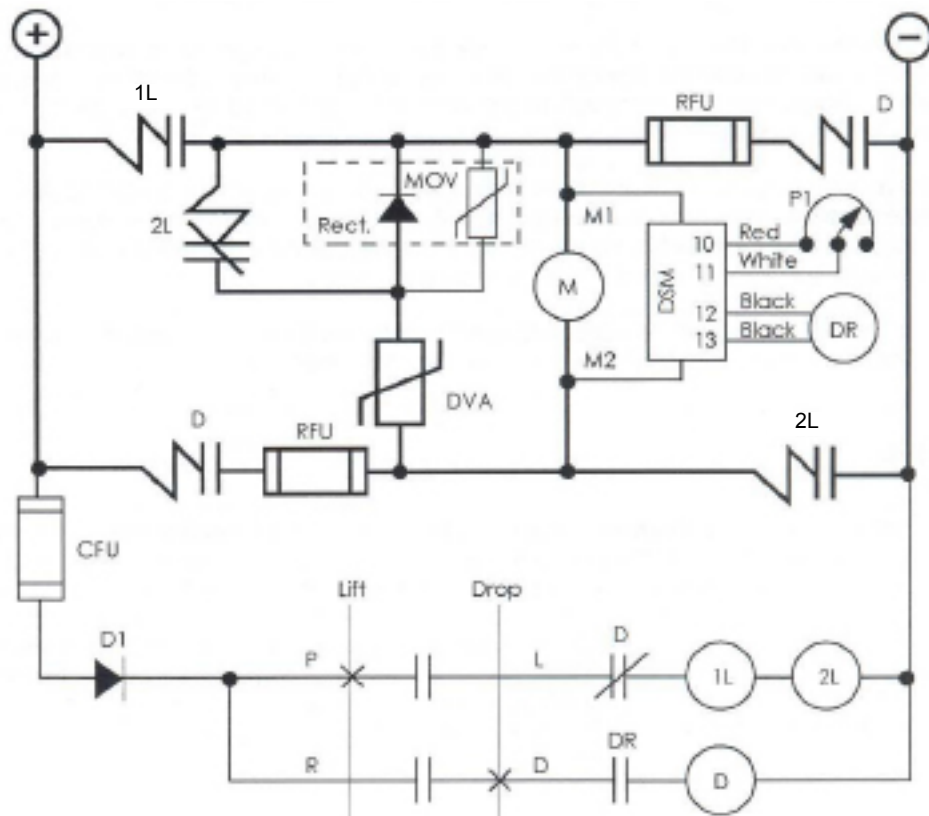 +
−
1L
RFU
D
MOV
P1
2L
Rect.
M1
10
Red
11
White
M
DSM
12
Black
13
Black
DR
M2
DVA
D
RFU
2L
CFU
Lift
Drop
D1
P
L
D
1L
2L
R
D
DR
D